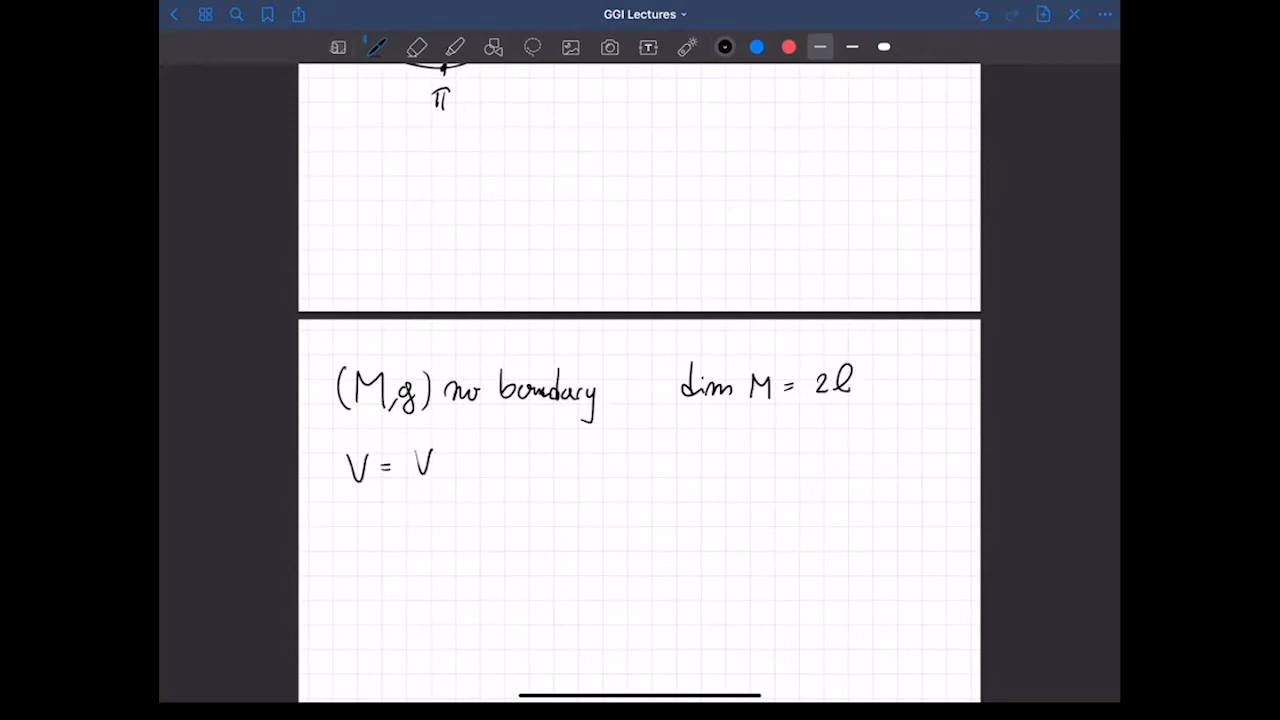 GGI Lectures
π
(M,g) no boundary dim M = 2l
V = V